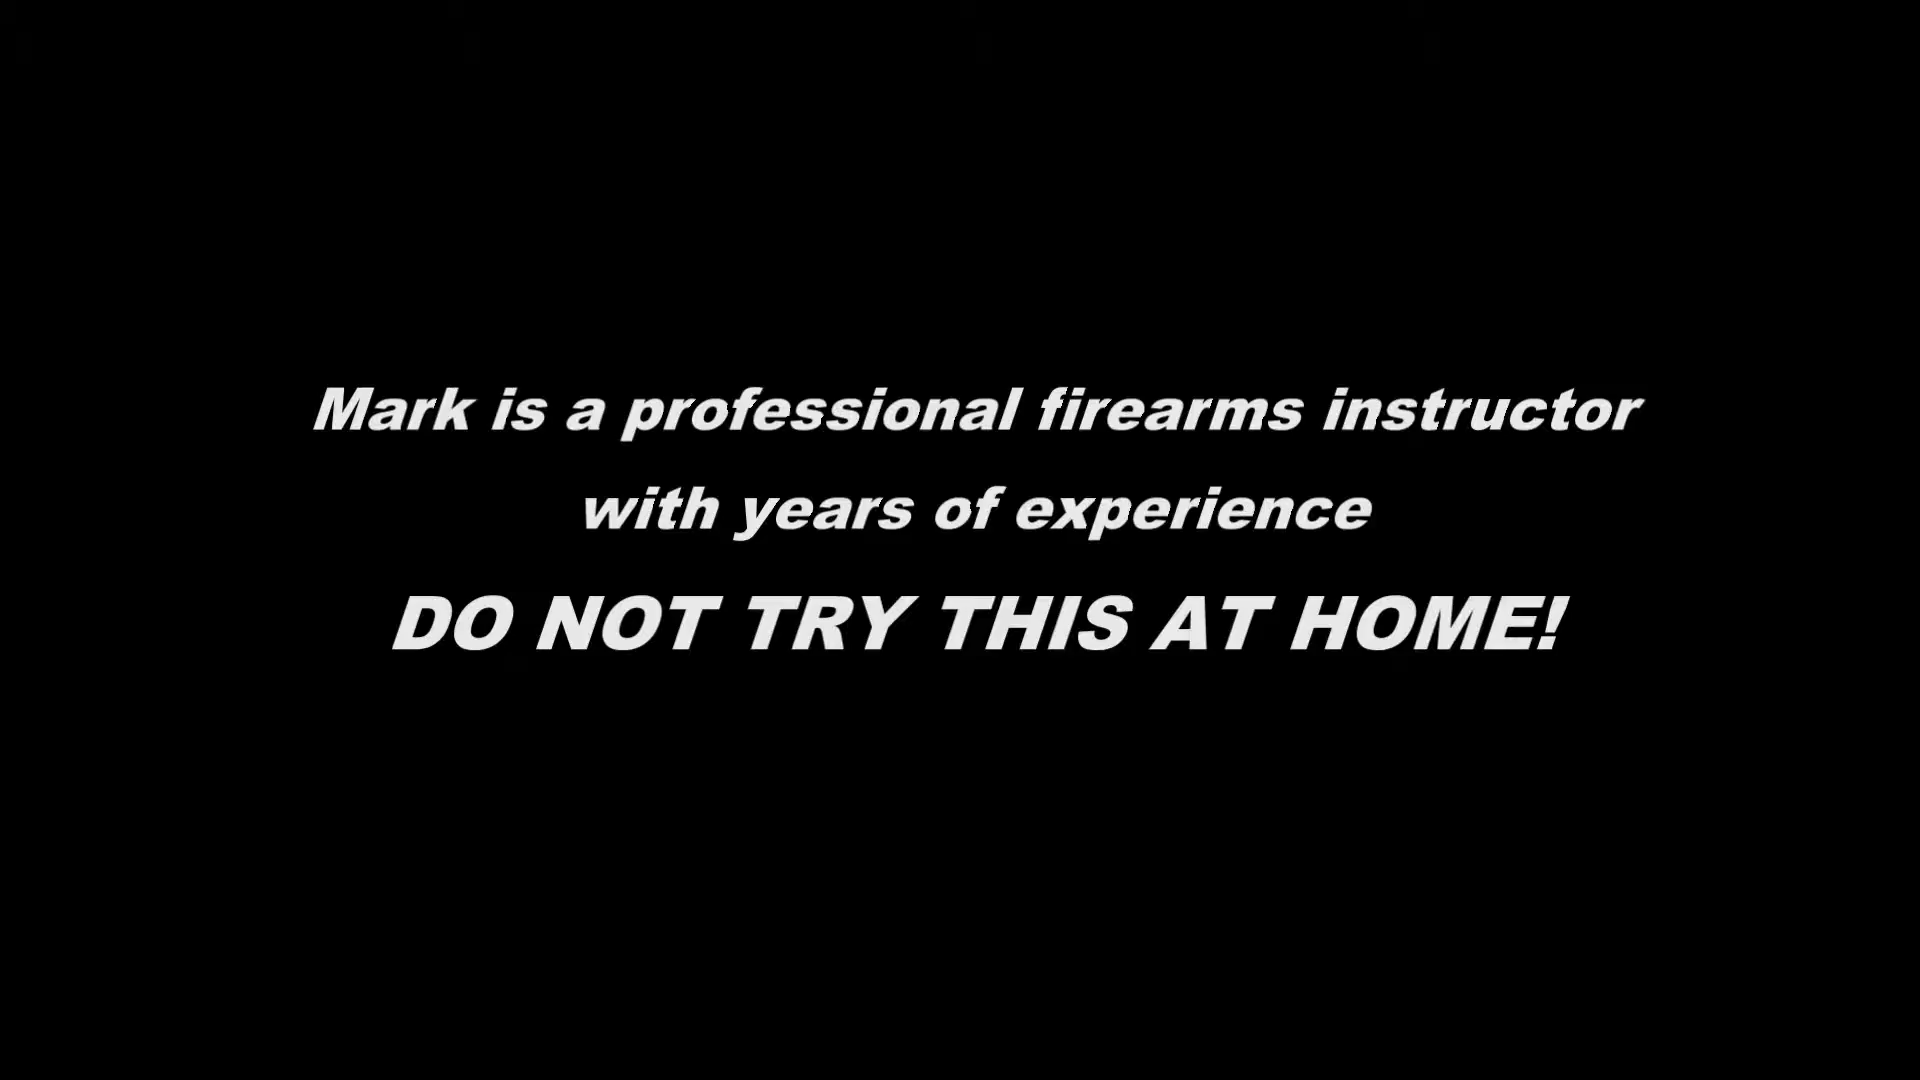 Mark is a professional firearms instructor
with years of experience
DO NOT TRY THIS AT HOME!